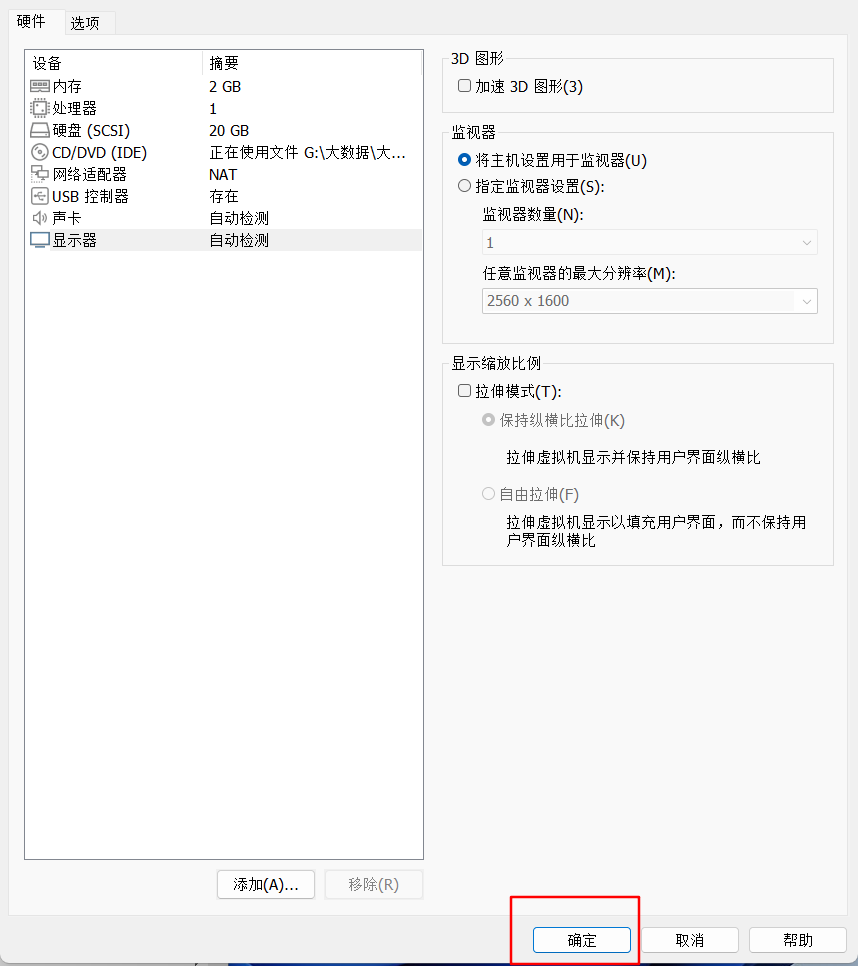 硬件 选项
设备 摘要
内存 2 GB
处理器 1
硬盘 (SCSI) 20 GB
CD/DVD (IDE) 正在使用文件 G:\大数据\大...
网络适配器 NAT
USB 控制器 存在
声卡 自动检测
显示器 自动检测
添加(A)... 移除(R)
3D 图形
加速 3D 图形(3)
监视器
将主机设置用于监视器(U)
指定监视器设置(S):
监视器数量(N):
1
任意监视器的最大分辨率(M):
2560 x 1600
显示缩放比例
拉伸模式(T):
保持纵横比拉伸(K)
拉伸虚拟机显示并保持用户界面纵横比
自由拉伸(F)
拉伸虚拟机显示以填充用户界面，而不保持用
户界面纵横比
确定 取消 帮助